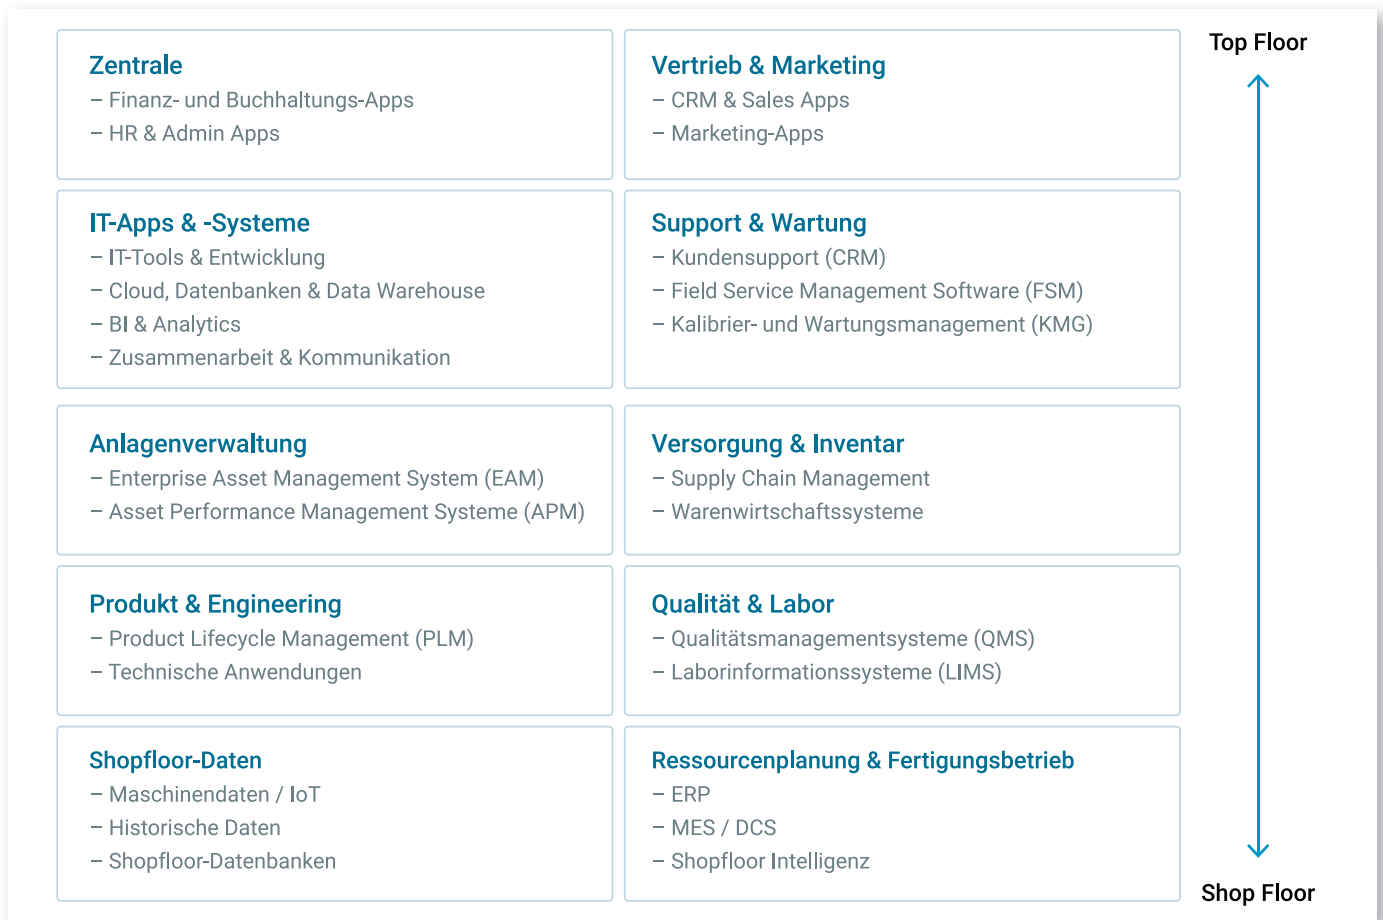 Top Floor
Zentrale
– Finanz- und Buchhaltungs-Apps
– HR & Admin Apps
Vertrieb & Marketing
– CRM & Sales Apps
– Marketing-Apps
IT-Apps & -Systeme
– IT-Tools & Entwicklung
– Cloud, Datenbanken & Data Warehouse
– BI & Analytics
– Zusammenarbeit & Kommunikation
Support & Wartung
– Kundensupport (CRM)
– Field Service Management Software (FSM)
– Kalibrier- und Wartungsmanagement (KMG)
Anlagenverwaltung
– Enterprise Asset Management System (EAM)
– Asset Performance Management Systeme (APM)
Versorgung & Inventar
– Supply Chain Management
– Warenwirtschaftssysteme
Produkt & Engineering
– Product Lifecycle Management (PLM)
– Technische Anwendungen
Qualität & Labor
– Qualitätsmanagementsysteme (QMS)
– Laborinformationssysteme (LIMS)
Shopfloor-Daten
– Maschinendaten / IoT
– Historische Daten
– Shopfloor-Datenbanken
Ressourcenplanung & Fertigungsbetrieb
– ERP
– MES / DCS
– Shopfloor Intelligenz
Shop Floor